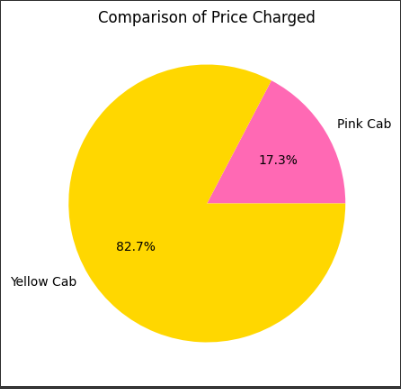 Comparison of Price Charged
Pink Cab
17.3%
82.7%
Yellow Cab